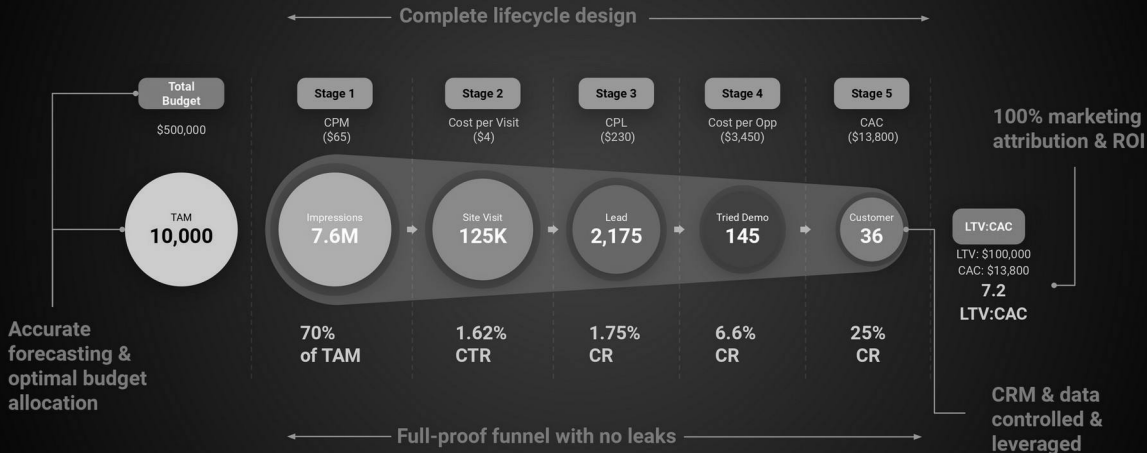 Complete lifecycle design
Total
Budget
$500,000
Stage 1
CPM
($65)
Stage 2
Cost per Visit
($4)
Stage 3
CPL
($230)
Stage 4
Cost per Opp
($3,450)
Stage 5
CAC
($13,800)
100% marketing
attribution & ROI
TAM
10,000
Impressions
7.6M
Site Visit
125K
Lead
2,175
Tried Demo
145
Customer
36
LTV:CAC
LTV: $100,000
CAC: $13,800
7.2
LTV:CAC
Accurate
forecasting &
optimal budget
allocation
70%
of TAM
1.62%
CTR
1.75%
CR
6.6%
CR
25%
CR
CRM & data
controlled &
leveraged
Full-proof funnel with no leaks